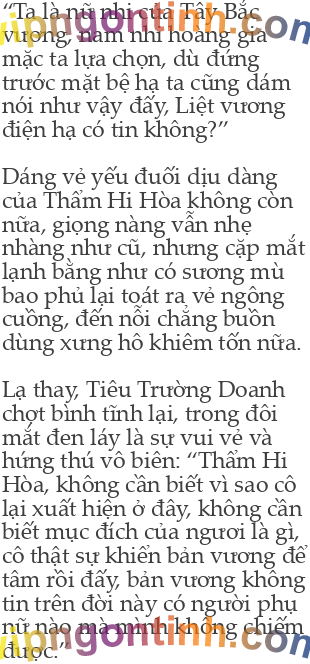 “Ta là nữ nhi của Tây Bắc
vương, nam nhi hoàng gia
mặc ta lựa chọn, dù đứng
trước mặt bệ hạ ta cũng dám
nói như vậy đấy, Liệt vương
điện hạ có tin không?”
Dáng vẻ yếu đuối dịu dàng
của Thẩm Hi Hòa không còn
nữa, giọng nàng vẫn nhẹ
nhàng như cũ, nhưng cặp mắt
lạnh băng như có sương mù
bao phủ lại toát ra vẻ ngông
cuồng, đến nỗi chẳng buồn
dùng xưng hô khiêm tốn nữa.
Lạ thay, Tiêu Trường Doanh
chợt bình tĩnh lại, trong đôi
mắt đen láy là sự vui vẻ và
hứng thú vô biên: “Thẩm Hi
Hòa, không cần biết vì sao cô
lại xuất hiện ở đây, không cần
biết mục đích của ngươi là gì,
cô thật sự khiến bản vương để
tâm rồi đấy, bản vương không
tin trên đời này có người phụ
nữ nào mà mình không chiếm
được.”
vipngontinh.com
vipngontinh.com